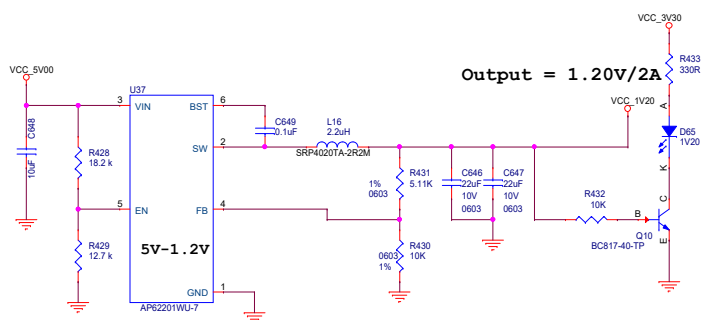 VCC_3V30
R433
330R
Output = 1.20V/2A
VCC_5V00
U37
VCC_1V20
A
3 VIN BST 6
C649
0.1uF
L16
2.2uH
D65
1V20
C648
10uF
R428
18.2 k
2 SW
SRP4020TA-2R2M
K
R431
5.11K
1%
0603
C646
22uF
10V
0603
C647
22uF
10V
0603
R432
10K
C
B
5 EN FB 4
Q10
BC817-40-TP
E
R429
12.7 k
5V-1.2V
0603
1%
R430
10K
GND 1
AP62201WU-7